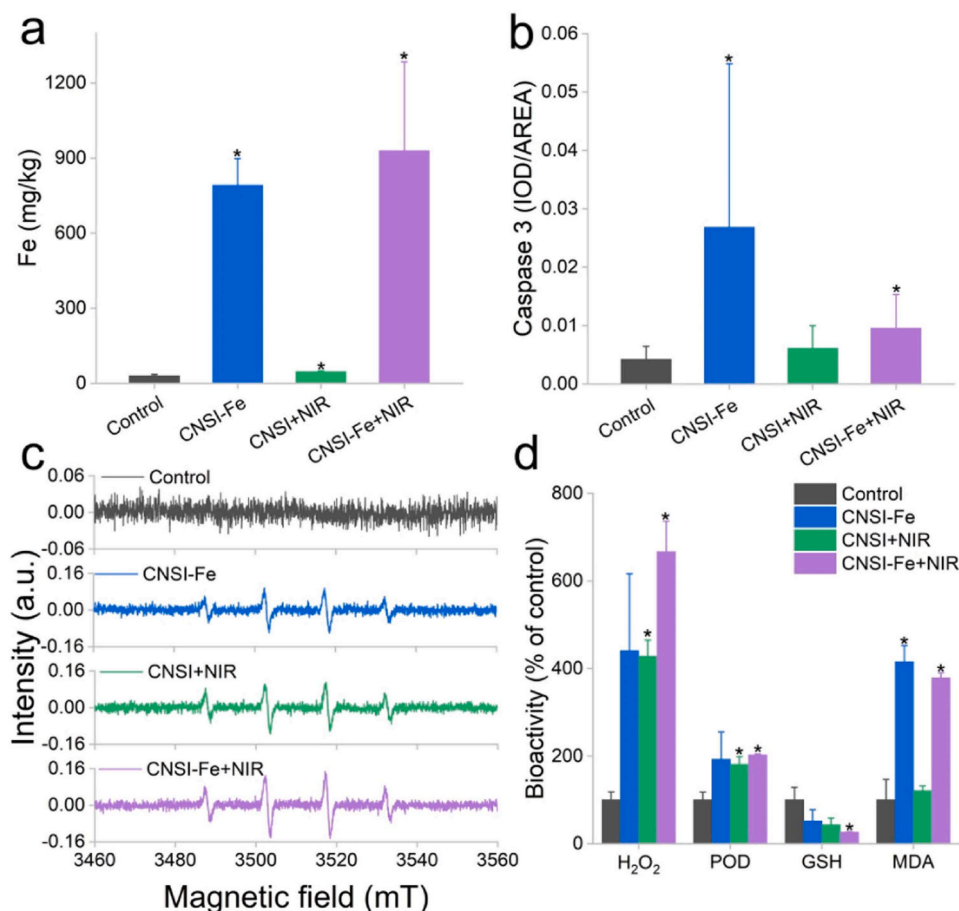 a
Fe (mg/kg)
1200
900
600
300
0
*
*
*
Control
CNSI-Fe
CNSI+NIR
CNSI-Fe+NIR
b
Caspase 3 (IOD/AREA)
0.06
0.05
0.04
0.03
0.02
0.01
0.00
*
*
Control
CNSI-Fe
CNSI+NIR
CNSI-Fe+NIR
c
Intensity (a.u.)
0.06
0.00
-0.06
Control
0.16
0.00
-0.16
CNSI-Fe
0.16
0.00
-0.16
CNSI+NIR
0.16
0.00
-0.16
CNSI-Fe+NIR
3460 3480 3500 3520 3540 3560
Magnetic field (mT)
d
Bioactivity (% of control)
800
600
400
200
0
Control
CNSI-Fe
CNSI+NIR
CNSI-Fe+NIR
* * * * * * *
H₂O₂ POD GSH MDA